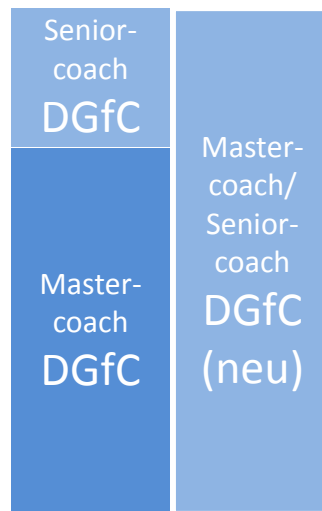 Senior-
coach
DGfC
Master-
coach
DGfC
Master-
coach/
Senior-
coach
DGfC
(neu)